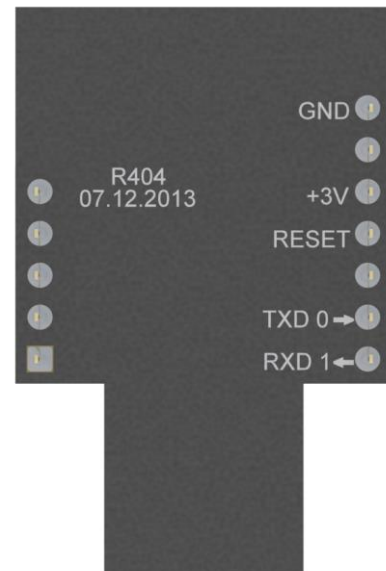 GND
R404
07.12.2013
+3V
RESET
TXD 0→
RXD 1←